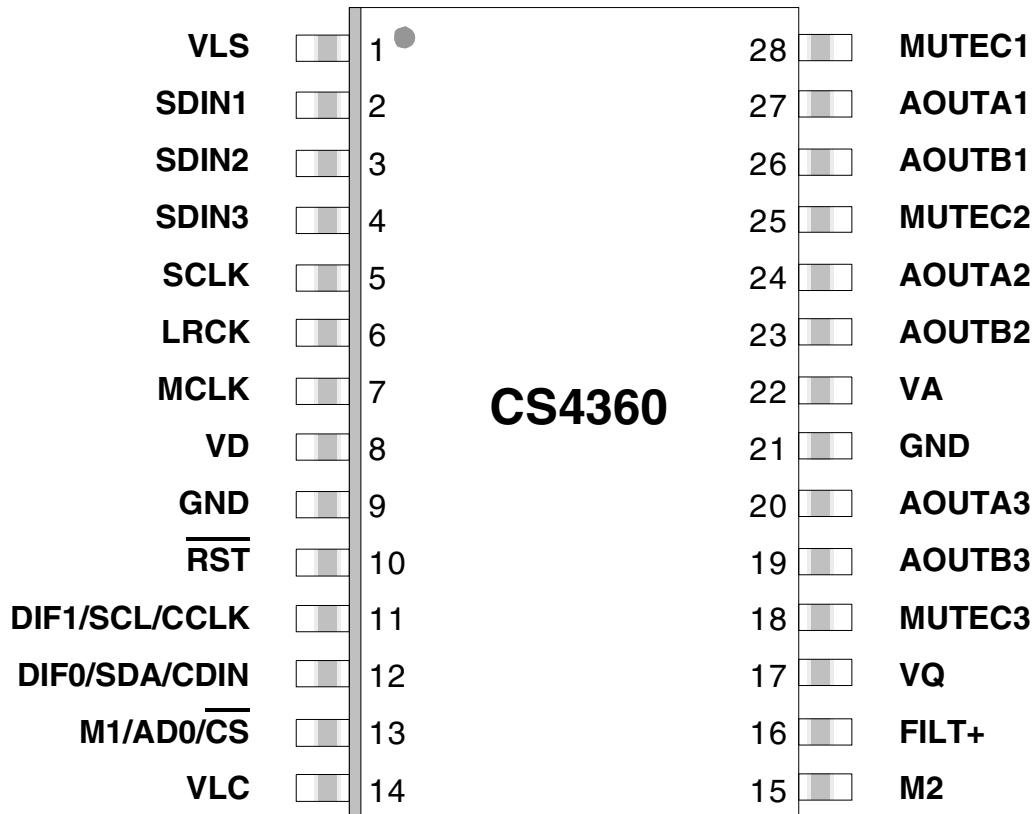 VLS 1 28 MUTEC1
SDIN1 2 27 AOUTA1
SDIN2 3 26 AOUTB1
SDIN3 4 25 MUTEC2
SCLK 5 24 AOUTA2
LRCK 6 23 AOUTB2
MCLK 7 22 VA
CS4360
VD 8 21 GND
GND 9 20 AOUTA3
R̅S̅T̅ 10 19 AOUTB3
DIF1/SCL/CCLK 11 18 MUTEC3
DIF0/SDA/CDIN 12 17 VQ
M1/AD0/C̅S̅ 13 16 FILT+
VLC 14 15 M2